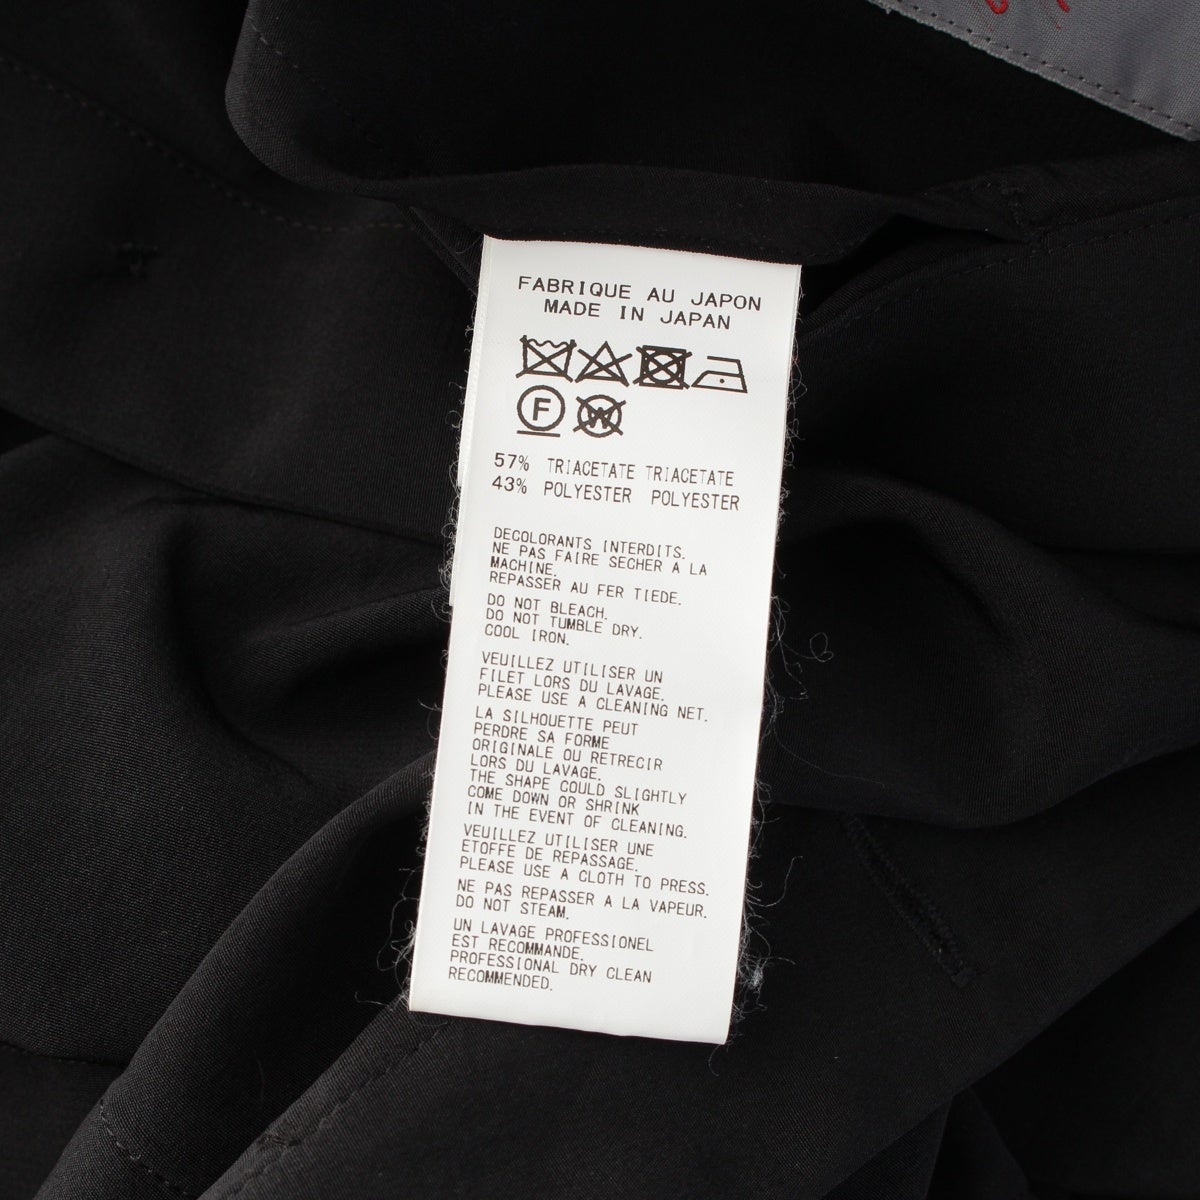 FABRIQUE AU JAPON
MADE IN JAPAN
F W
57% TRIACETATE TRIACETATE
43% POLYESTER POLYESTER
DECOLORANTS INTERDITS.
NE PAS FAIRE SECHER A LA
MACHINE.
REPASSER AU FER TIEDE.
DO NOT BLEACH.
DO NOT TUMBLE DRY.
COOL IRON.
VEUILLEZ UTILISER UN
FILET LORS DU LAVAGE.
PLEASE USE A CLEANING NET.
LA SILHOUETTE PEUT
PERDRE SA FORME
ORIGINALE OU RETRECIR
LORS DU LAVAGE.
THE SHAPE COULD SLIGHTLY
COME DOWN OR SHRINK
IN THE EVENT OF CLEANING.
VEUILLEZ UTILISER UNE
ETOFFE DE REPASSAGE.
PLEASE USE A CLOTH TO PRESS.
NE PAS REPASSER A LA VAPEUR.
DO NOT STEAM.
UN LAVAGE PROFESSIONEL
EST RECOMMANDE.
PROFESSIONAL DRY CLEAN
RECOMMENDED.